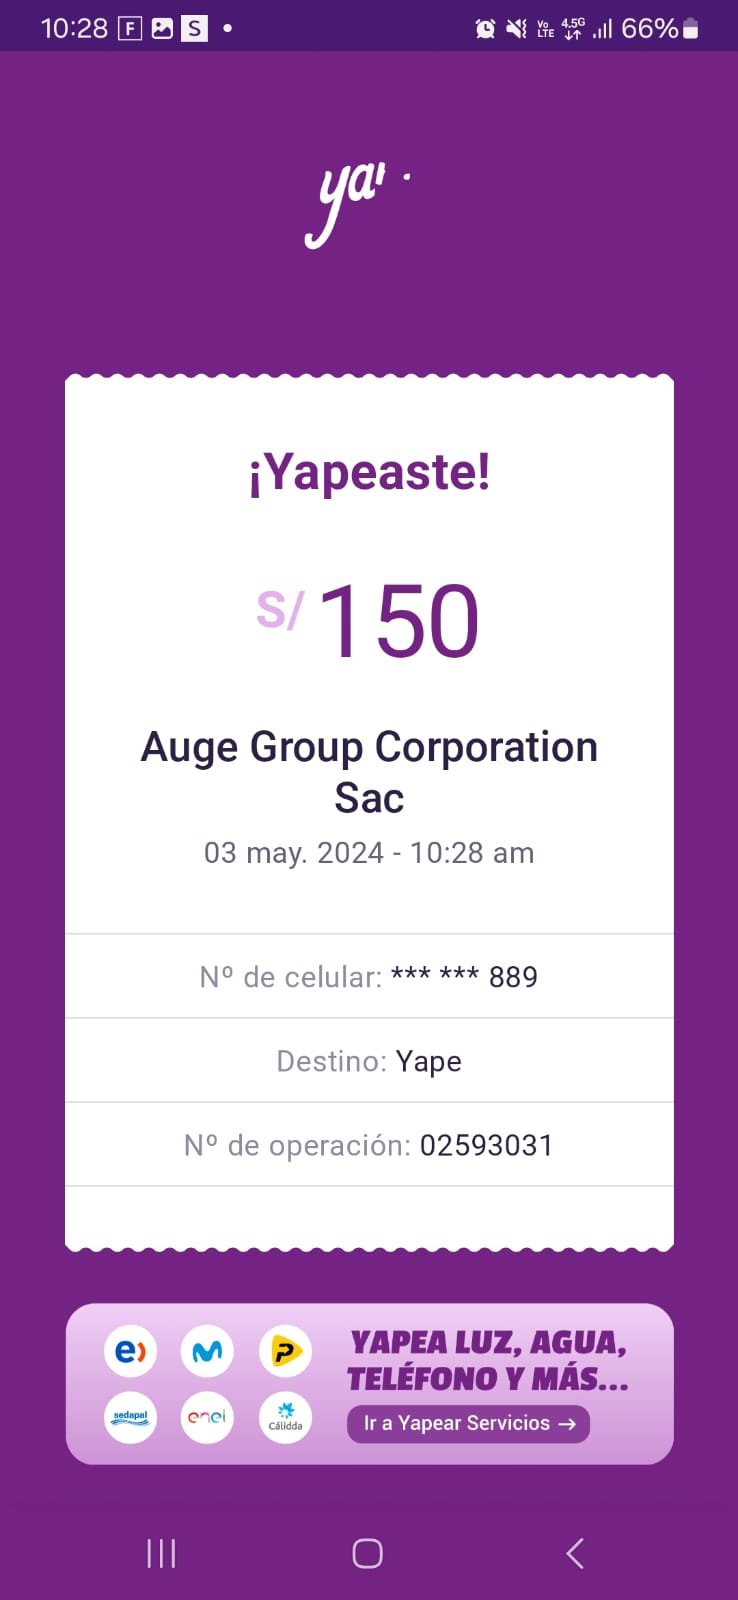 10:28 F S
Vo LTE 4.5G 66%
ya
¡Yapeaste!
S/ 150
Auge Group Corporation
Sac
03 may. 2024 - 10:28 am
Nº de celular: *** *** 889
Destino: Yape
Nº de operación: 02593031
e) P
YAPEA LUZ, AGUA,
TELÉFONO Y MÁS...
sedapal enel Cálidda
Ir a Yapear Servicios →